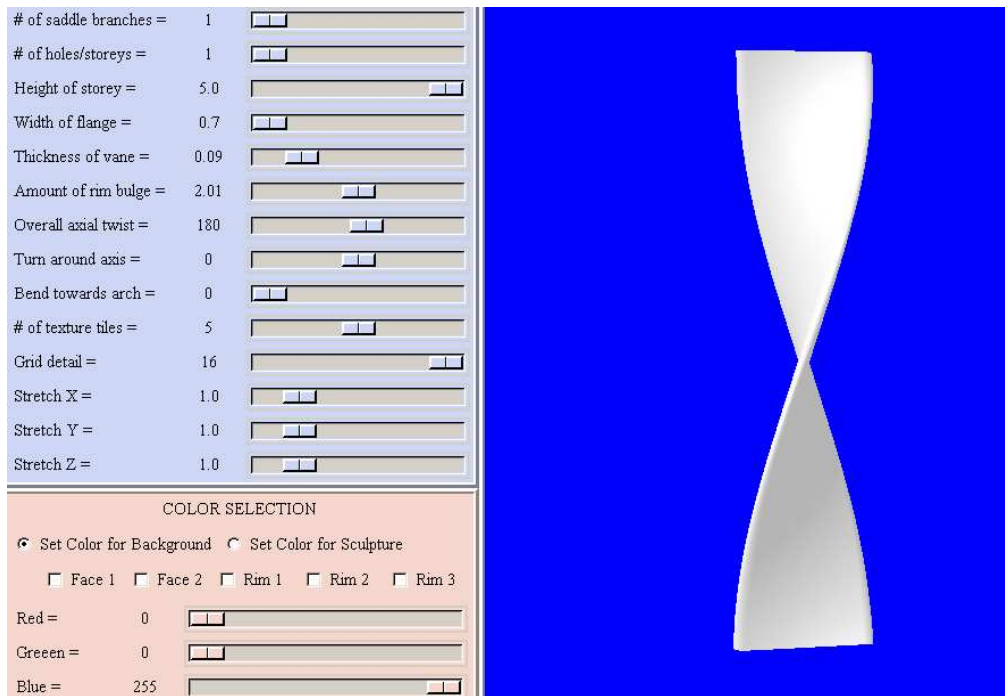 # of saddle branches = 1
# of holes/storeys = 1
Height of storey = 5.0
Width of flange = 0.7
Thickness of vane = 0.09
Amount of rim bulge = 2.01
Overall axial twist = 180
Turn around axis = 0
Bend towards arch = 0
# of texture tiles = 5
Grid detail = 16
Stretch X = 1.0
Stretch Y = 1.0
Stretch Z = 1.0
COLOR SELECTION
Set Color for Background Set Color for Sculpture
Face 1 Face 2 Rim 1 Rim 2 Rim 3
Red = 0
Greeen = 0
Blue = 255